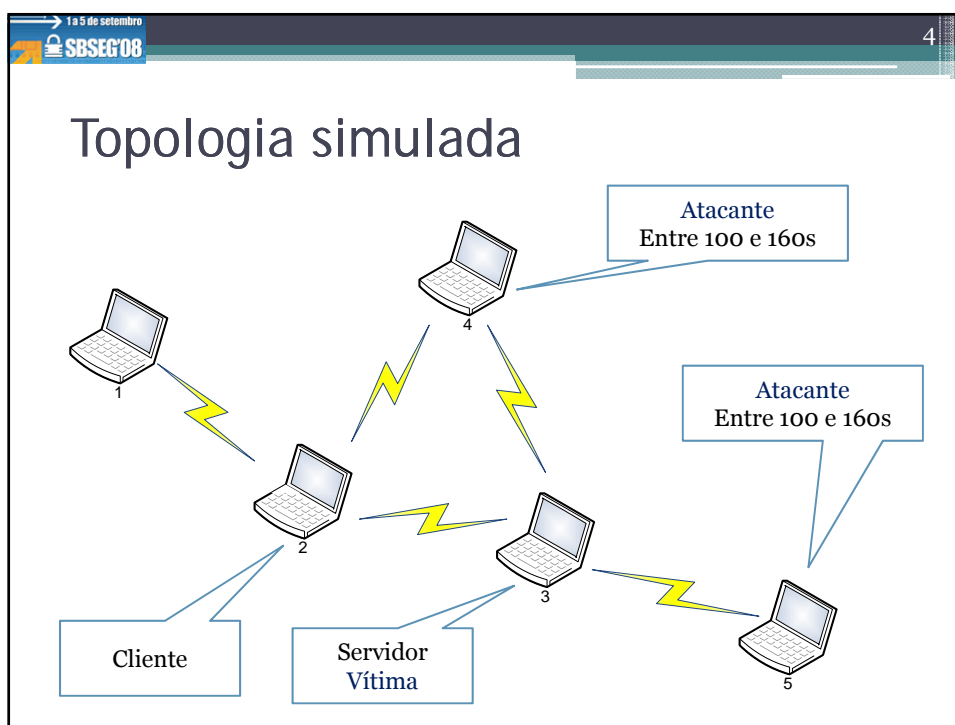 1 a 5 de setembro
SBSEG'08
4
Topologia simulada
Atacante
Entre 100 e 160s
4
1
Atacante
Entre 100 e 160s
2
3
Cliente
Servidor
Vítima
5